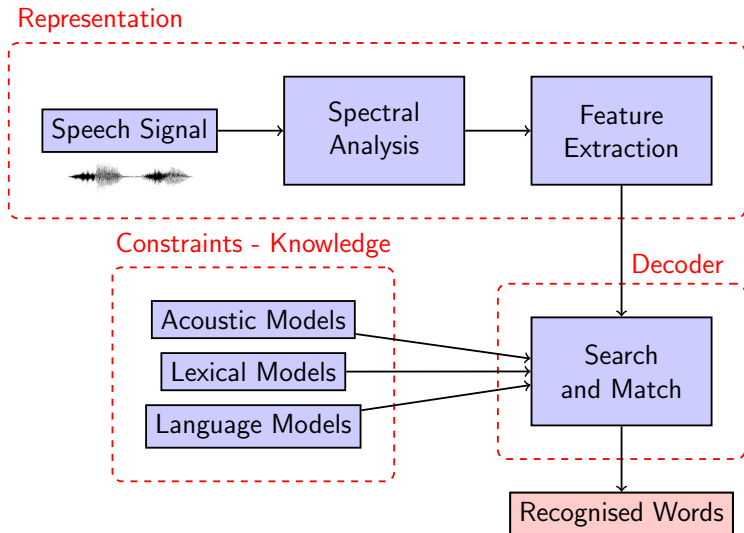 Representation
Speech Signal
Spectral
Analysis
Feature
Extraction
Constraints - Knowledge
Decoder
Acoustic Models
Lexical Models
Language Models
Search
and Match
Recognised Words